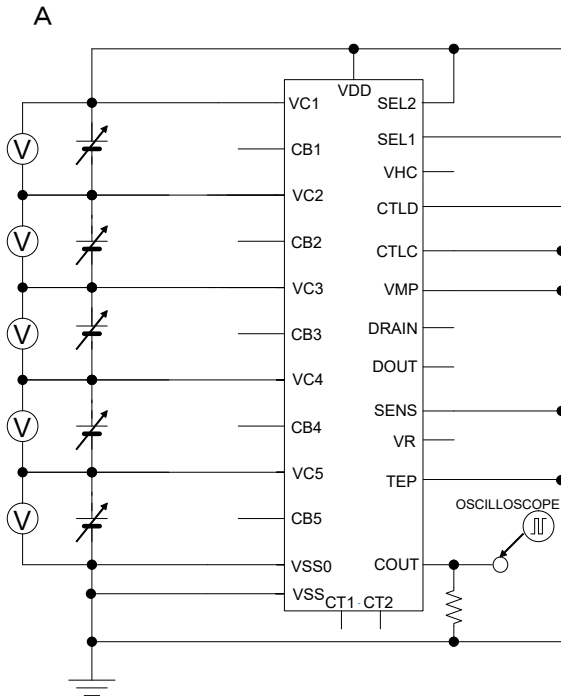 A
VDD
VC1
SEL2
V
CB1
SEL1
VHC
VC2
CTLD
V
CB2
CTLC
VC3
VMP
V
CB3
DRAIN
DOUT
VC4
SENS
V
CB4
VR
VC5
TEP
OSCILLOSCOPE
V
CB5
VSS0
COUT
VSS
CT1
CT2